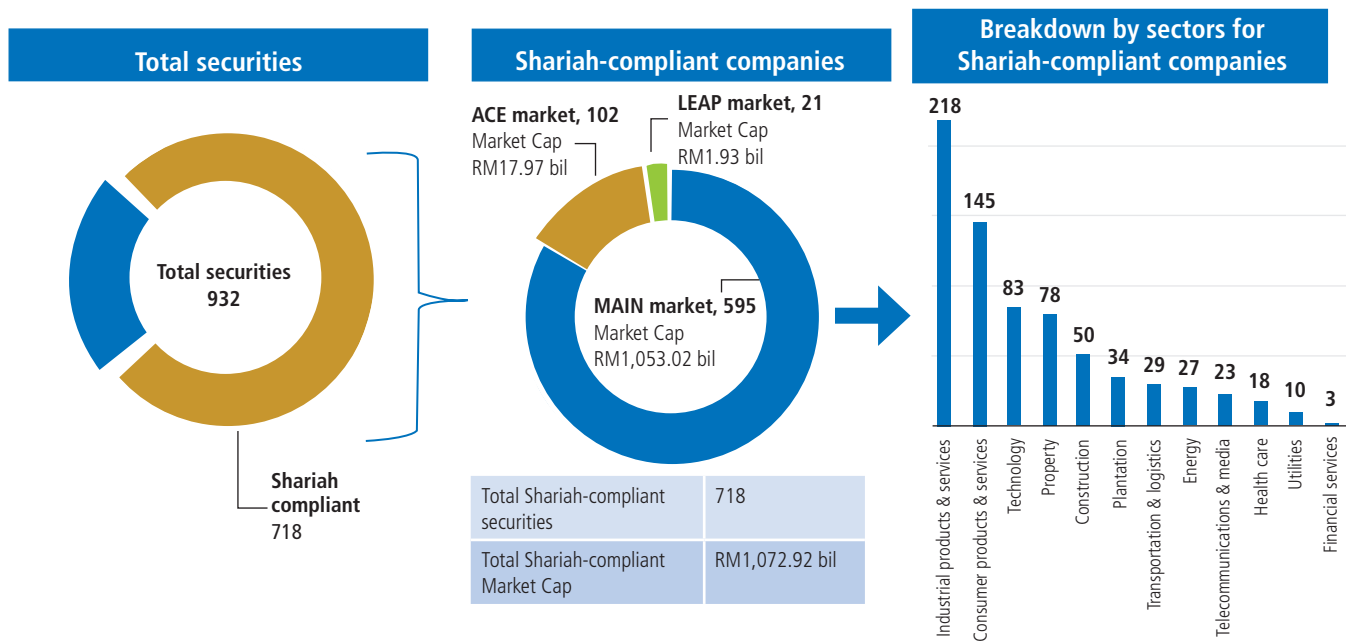 Total securities
Total securities
932
Shariah
compliant
718
Shariah-compliant companies
ACE market, 102
Market Cap
RM17.97 bil
LEAP market, 21
Market Cap
RM1.93 bil
MAIN market, 595
Market Cap
RM1,053.02 bil
Total Shariah-compliant
securities
718
Total Shariah-compliant
Market Cap
RM1,072.92 bil
Breakdown by sectors for
Shariah-compliant companies
218
145
83
78
50
34
29
27
23
18
10
3
Industrial products & services
Consumer products & services
Technology
Property
Construction
Plantation
Transportation & logistics
Energy
Telecommunications & media
Health care
Utilities
Financial services